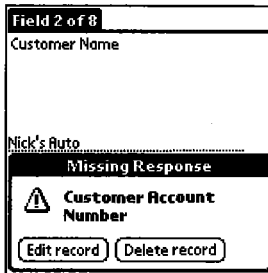 Field 2 of 8
Customer Name
Nick's Auto
Missing Response
Customer Account
Number
Edit record Delete record